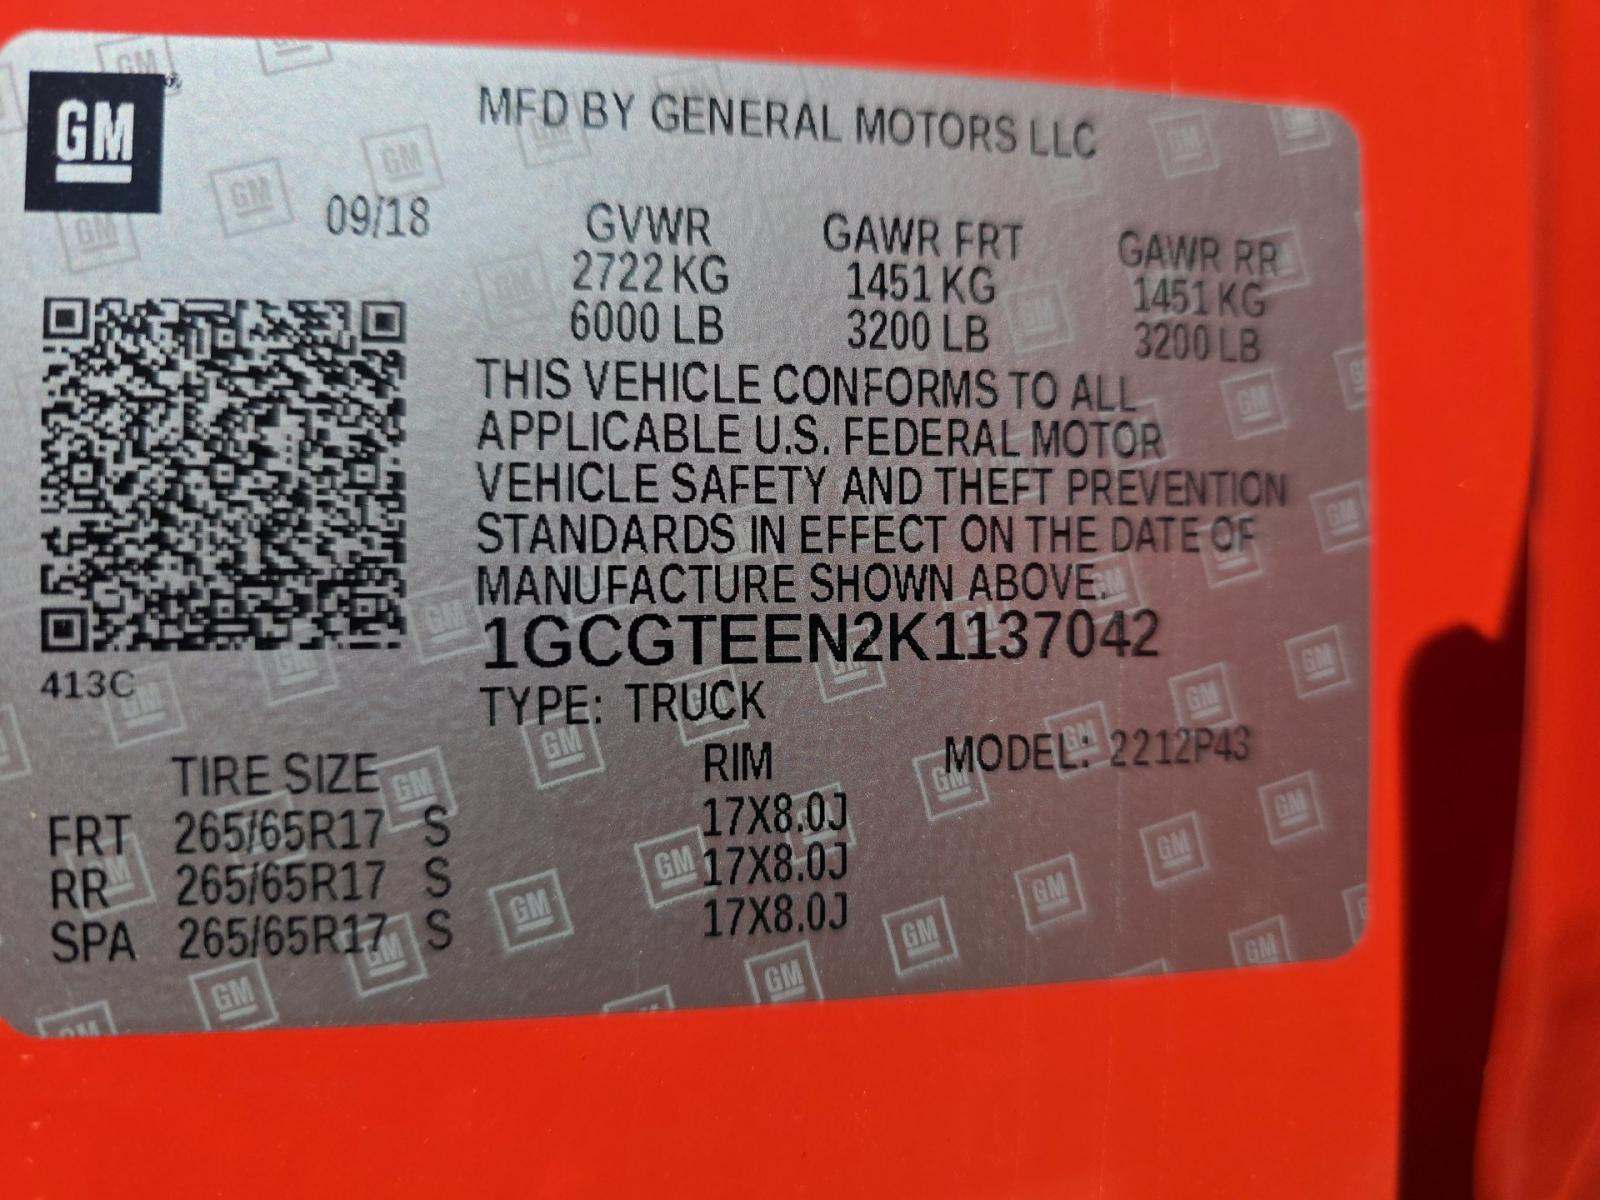 GM
MFD BY GENERAL MOTORS LLC
09/18 GVWR GAWR FRT GAWR RR
2722 KG 1451 KG 1451 KG
6000 LB 3200 LB 3200 LB
THIS VEHICLE CONFORMS TO ALL
APPLICABLE U.S. FEDERAL MOTOR
VEHICLE SAFETY AND THEFT PREVENTION
STANDARDS IN EFFECT ON THE DATE OF
MANUFACTURE SHOWN ABOVE.
1GCGTEEN2K1137042
413C
TYPE: TRUCK
TIRE SIZE RIM MODEL: 2212P43
FRT 265/65R17 S 17X8.0J
RR 265/65R17 S 17X8.0J
SPA 265/65R17 S 17X8.0J